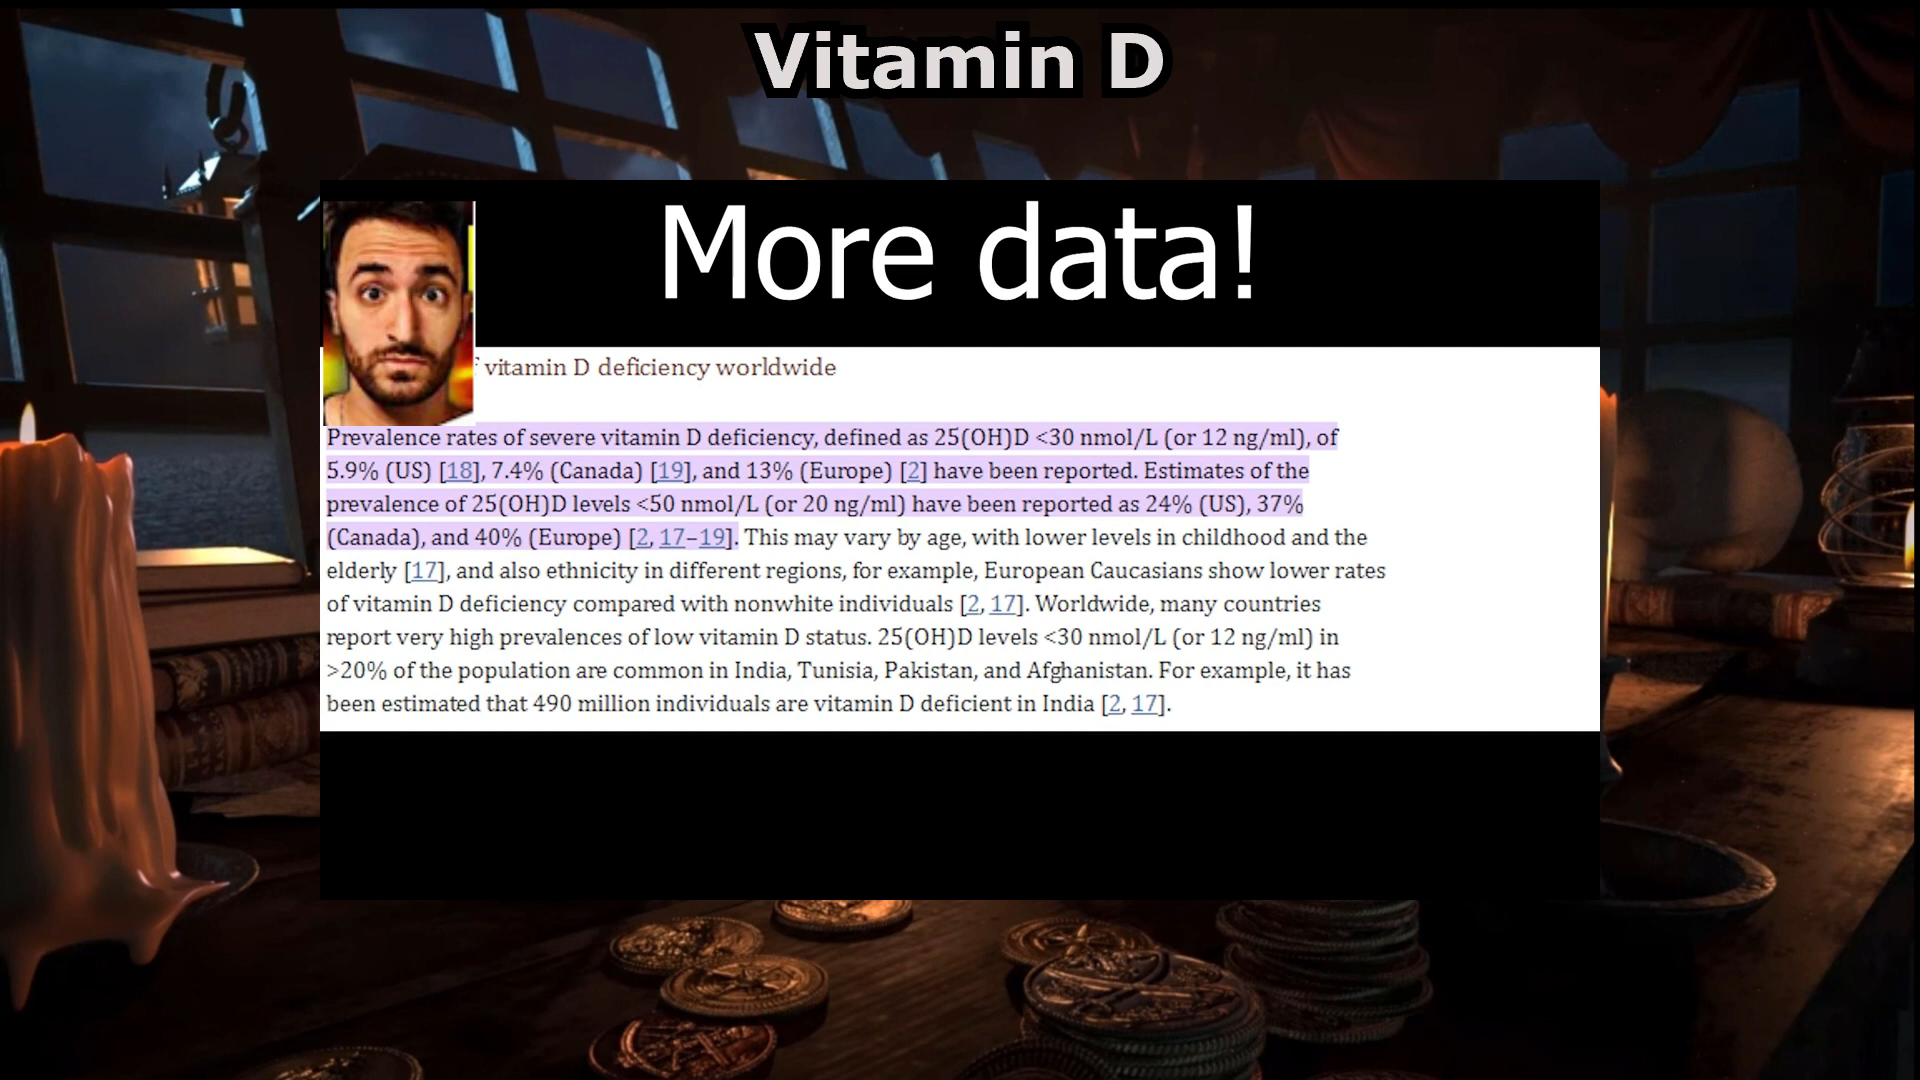 Vitamin D
More data!
vitamin D deficiency worldwide
Prevalence rates of severe vitamin D deficiency, defined as 25(OH)D <30 nmol/L (or 12 ng/ml), of
5.9% (US) [18], 7.4% (Canada) [19], and 13% (Europe) [2] have been reported. Estimates of the
prevalence of 25(OH)D levels <50 nmol/L (or 20 ng/ml) have been reported as 24% (US), 37%
(Canada), and 40% (Europe) [2, 17–19]. This may vary by age, with lower levels in childhood and the
elderly [17], and also ethnicity in different regions, for example, European Caucasians show lower rates
of vitamin D deficiency compared with nonwhite individuals [2, 17]. Worldwide, many countries
report very high prevalences of low vitamin D status. 25(OH)D levels <30 nmol/L (or 12 ng/ml) in
>20% of the population are common in India, Tunisia, Pakistan, and Afghanistan. For example, it has
been estimated that 490 million individuals are vitamin D deficient in India [2, 17].